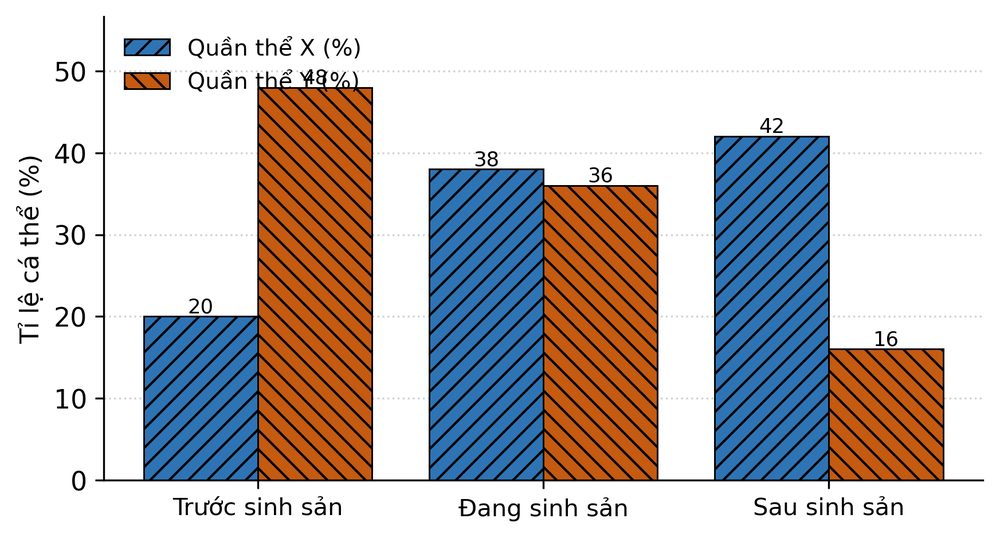 Quần thể X (%)
Quần thể Y (%)
Tỉ lệ cá thể (%)
50
40
30
20
10
0
20
48
38
36
42
16
Trước sinh sản
Đang sinh sản
Sau sinh sản